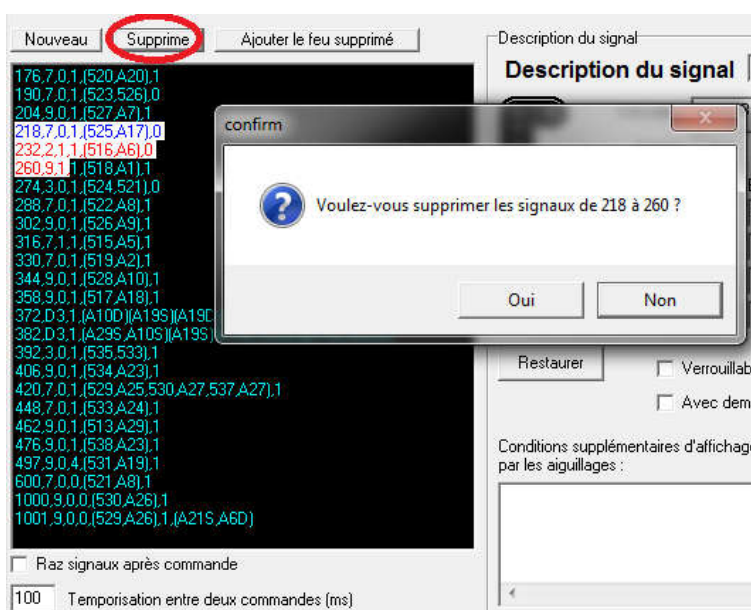 Nouveau
Supprime
Ajouter le feu supprimé
176,7,0,1,(520,A20),1
190,7,0,1,(523,526),0
204,9,0,1,(527,A7),1
218,7,0,1,(525,A17),0
232,2,1,1,(516,A6),0
260,9,1,1,(518,A1),1
274,3,0,1,(524,521),0
288,7,0,1,(522,A8),1
302,9,0,1,(526,A9),1
316,7,1,1,(515,A5),1
330,7,0,1,(519,A2),1
344,9,0,1,(528,A10),1
358,9,0,1,(517,A18),1
372,D3,1,(A10D)(A19S)(A19D
382,D3,1,(A29S,A10S)(A19S)
392,3,0,1,(535,533),1
406,9,0,1,(534,A23),1
420,7,0,1,(529,A25,530,A27,537,A27),1
448,7,0,1,(533,A24),1
462,9,0,1,(513,A29),1
476,9,0,1,(538,A23),1
497,9,0,4,(531,A19),1
600,7,0,0,(521,A8),1
1000,9,0,0,(530,A26),1
1001,9,0,0,(529,A26),1,(A21S,A6D)
Raz signaux après commande
100 Temporisation entre deux commandes (ms)
Description du signal
Description du signal
confirm
Voulez-vous supprimer les signaux de 218 à 260 ?
Oui
Non
Restaurer
Verrouillab
Avec dem
Conditions supplémentaires d'affichage
par les aiguillages :